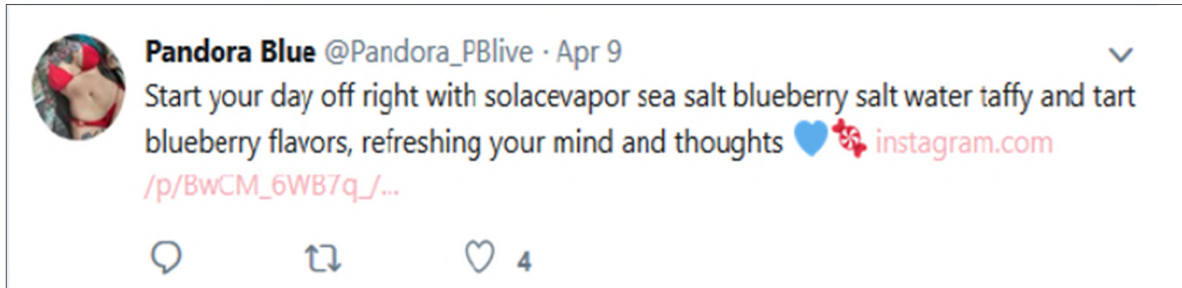 Pandora Blue @Pandora_PBlive · Apr 9
Start your day off right with solacevapor sea salt blueberry salt water taffy and tart
blueberry flavors, refreshing your mind and thoughts 💙🍬 instagram.com
/p/BwCM_6WB7q_/...
4